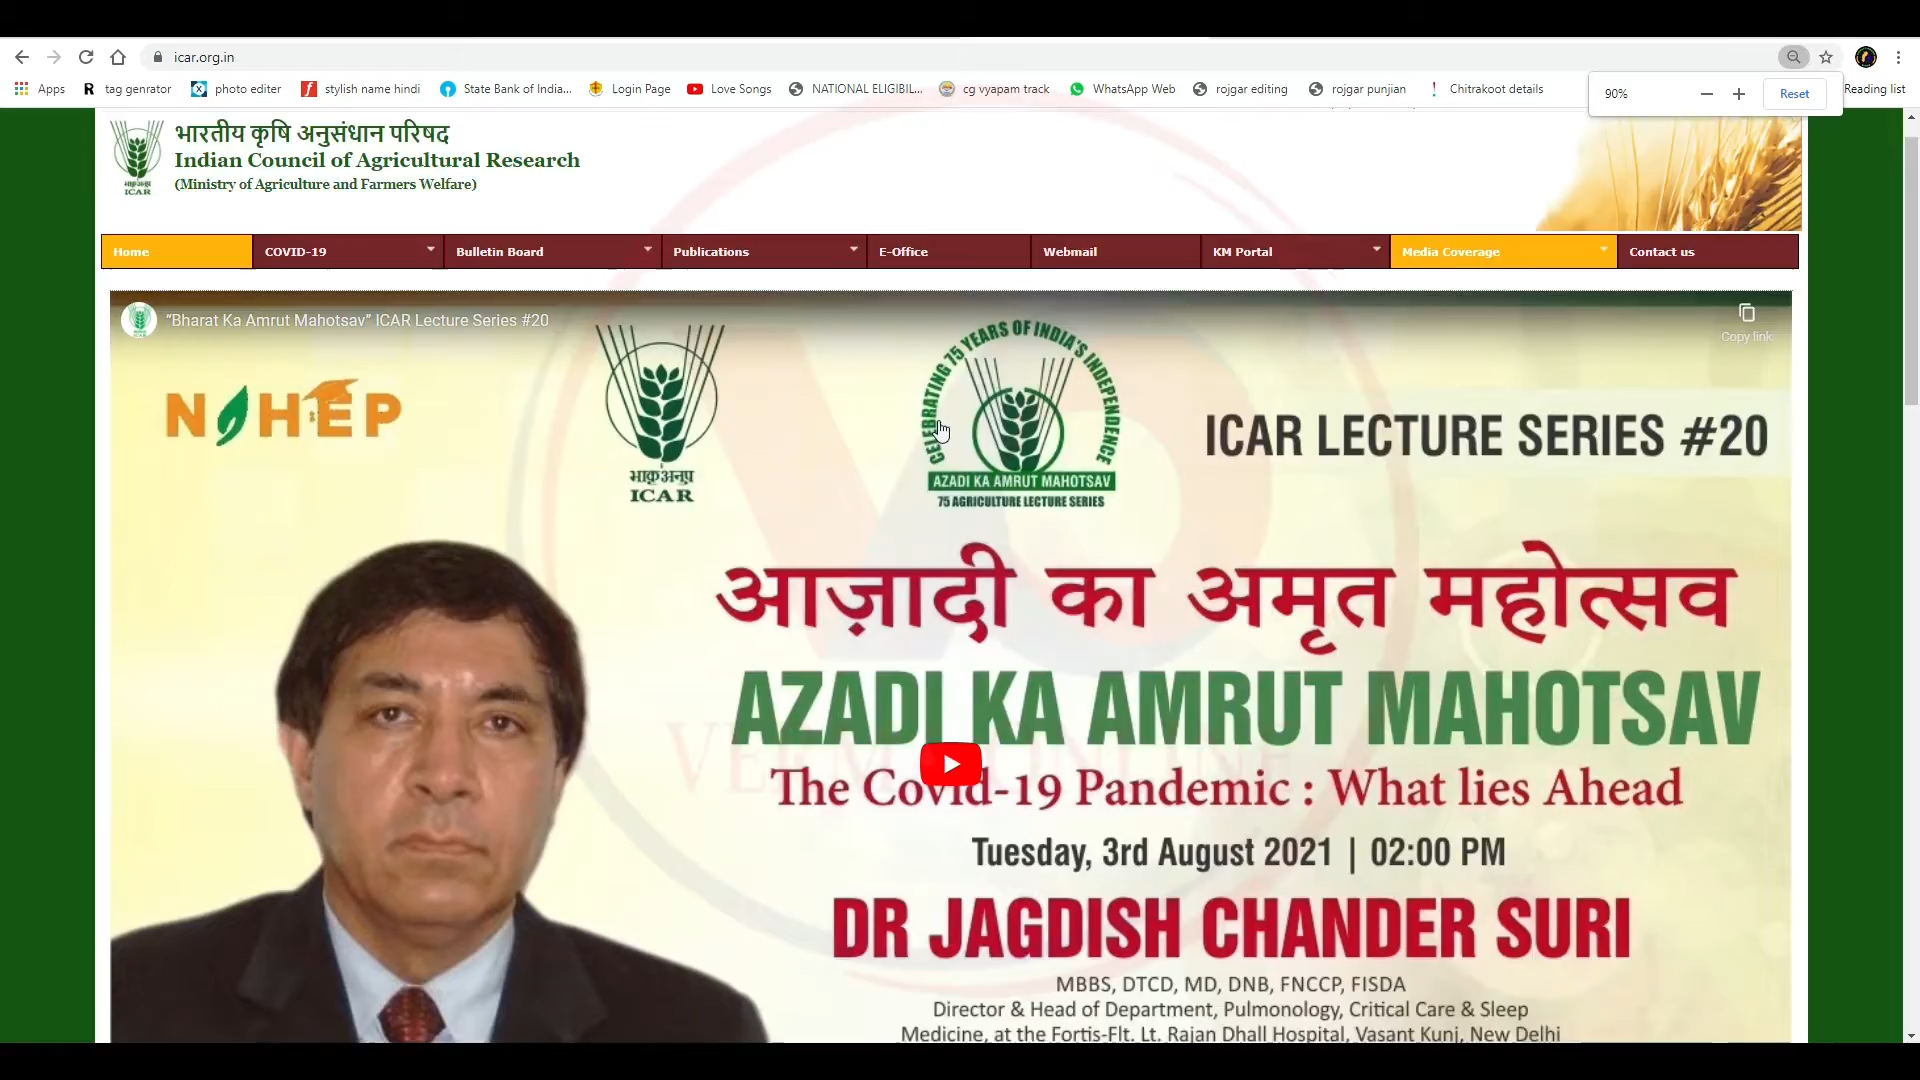 icar.org.in
Apps
tag genrator
photo editer
stylish name hindi
State Bank of India...
Login Page
Love Songs
NATIONAL ELIGIBIL...
cg vyapam track
WhatsApp Web
rojgar editing
rojgar punjian
Chitrakoot details
90%
Reset
Reading list
भारतीय कृषि अनुसंधान परिषद
Indian Council of Agricultural Research
(Ministry of Agriculture and Farmers Welfare)
ICAR
Home
COVID-19
Bulletin Board
Publications
E-Office
Webmail
KM Portal
Media Coverage
Contact us
"Bharat Ka Amrut Mahotsav" ICAR Lecture Series #20
Copy link
NAHEP
भाकृअनुप
ICAR
CELEBRATING 75 YEARS OF INDIA'S INDEPENDENCE
AZADI KA AMRUT MAHOTSAV
75 AGRICULTURE LECTURE SERIES
ICAR LECTURE SERIES #20
आज़ादी का अमृत महोत्सव
AZADI KA AMRUT MAHOTSAV
The Covid-19 Pandemic : What lies Ahead
Tuesday, 3rd August 2021 | 02:00 PM
DR JAGDISH CHANDER SURI
MBBS, DTCD, MD, DNB, FNCCP, FISDA
Director & Head of Department, Pulmonology, Critical Care & Sleep
Medicine, at the Fortis-Flt. Lt. Rajan Dhall Hospital, Vasant Kunj, New Delhi